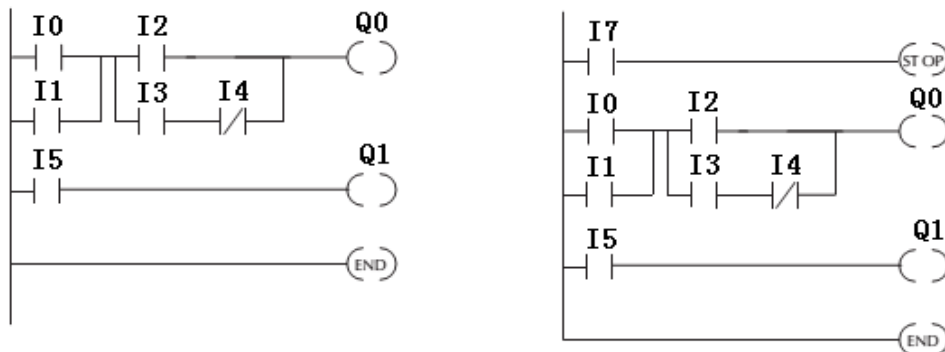 I0 I2 Q0
I1 I3 I4
I5 Q1
END
I7
STOP
I0 I2 Q0
I1 I3 I4
I5 Q1
END